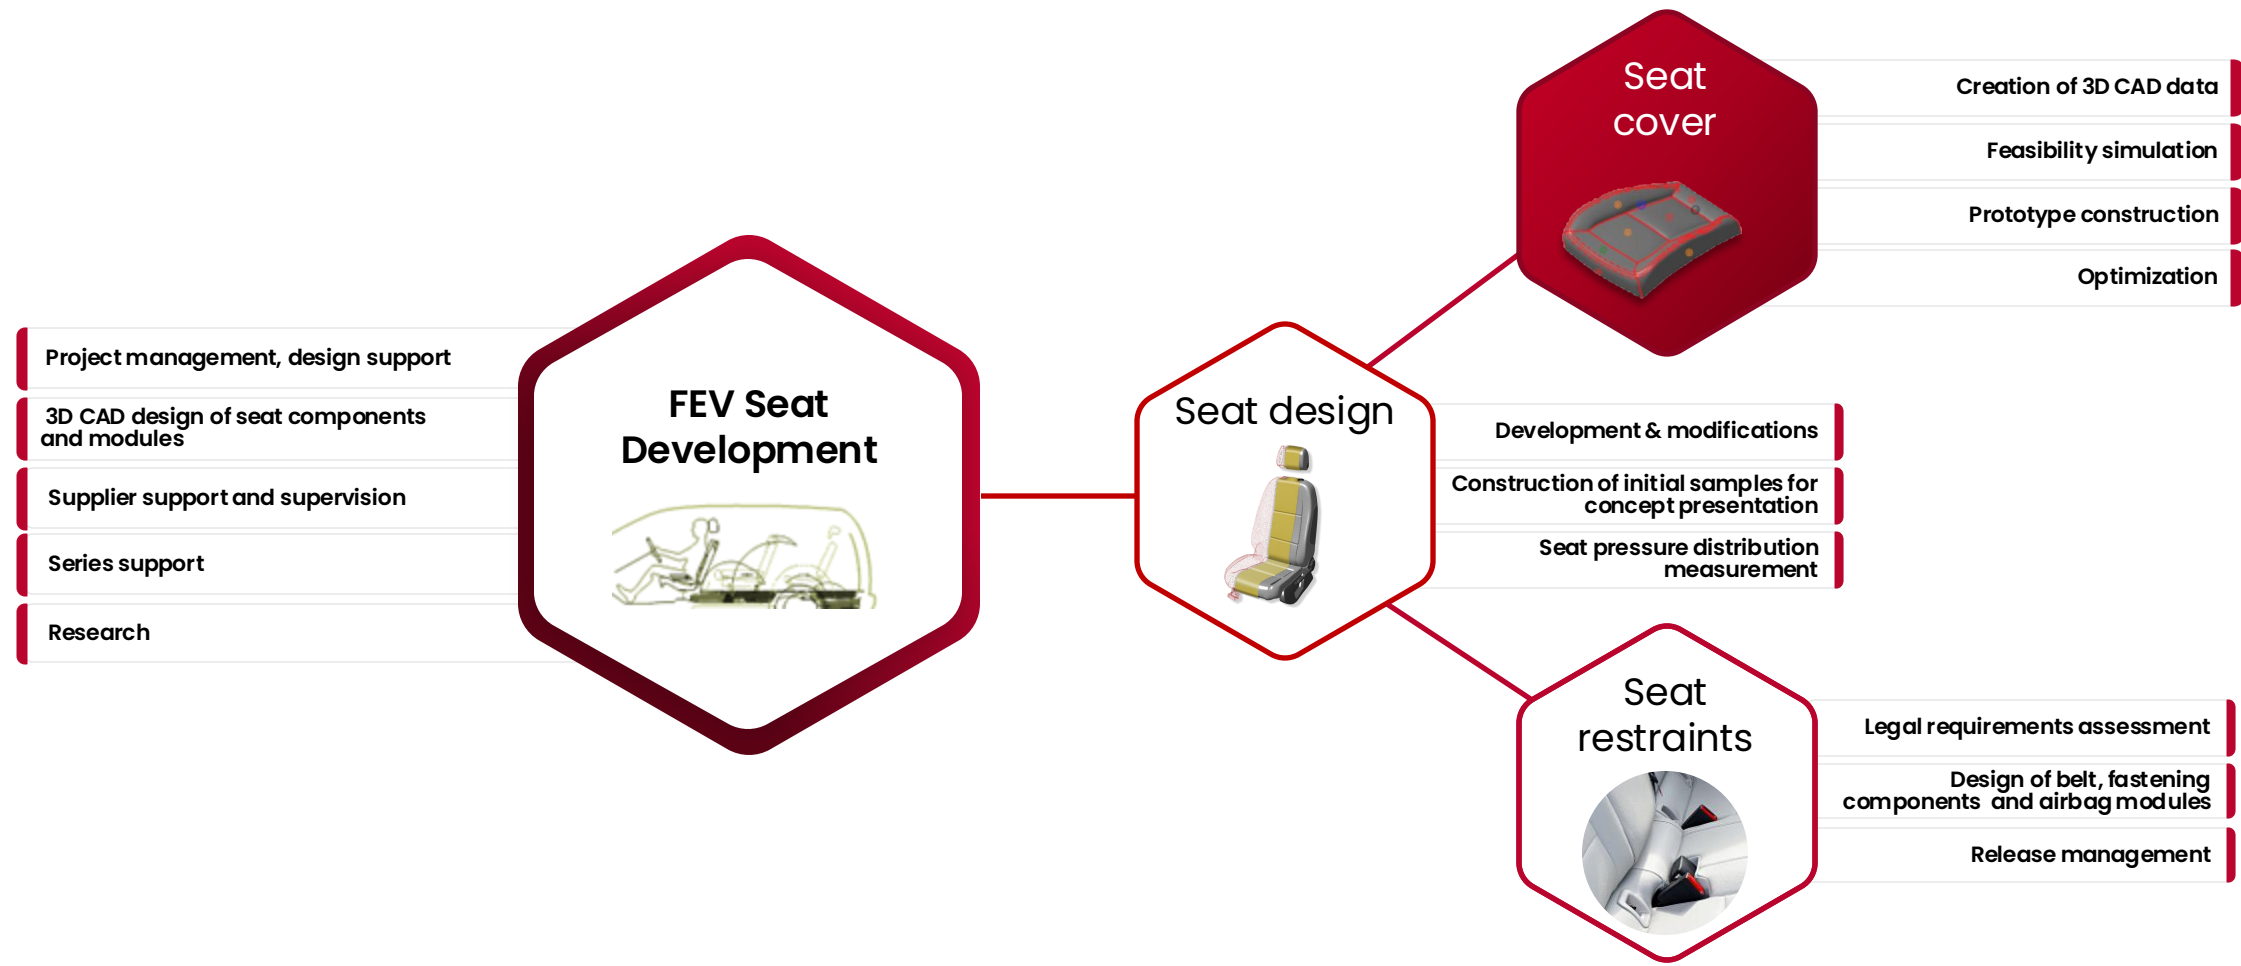 Project management, design support
3D CAD design of seat components
and modules
Supplier support and supervision
Series support
Research
FEV Seat
Development
Seat design
Development & modifications
Construction of initial samples for
concept presentation
Seat pressure distribution
measurement
Seat
cover
Creation of 3D CAD data
Feasibility simulation
Prototype construction
Optimization
Seat
restraints
Legal requirements assessment
Design of belt, fastening
components and airbag modules
Release management